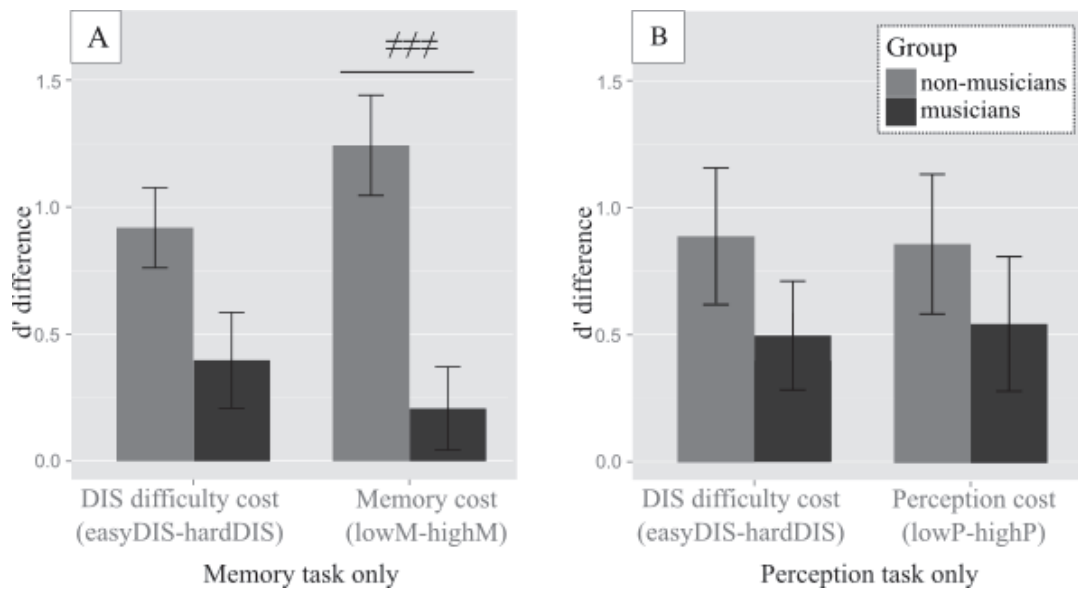 A
###
1.5
1.0
0.5
0.0
d' difference
DIS difficulty cost
(easyDIS-hardDIS)
Memory cost
(lowM-highM)
Memory task only
B
Group
non-musicians
musicians
1.5
1.0
0.5
0.0
d' difference
DIS difficulty cost
(easyDIS-hardDIS)
Perception cost
(lowP-highP)
Perception task only